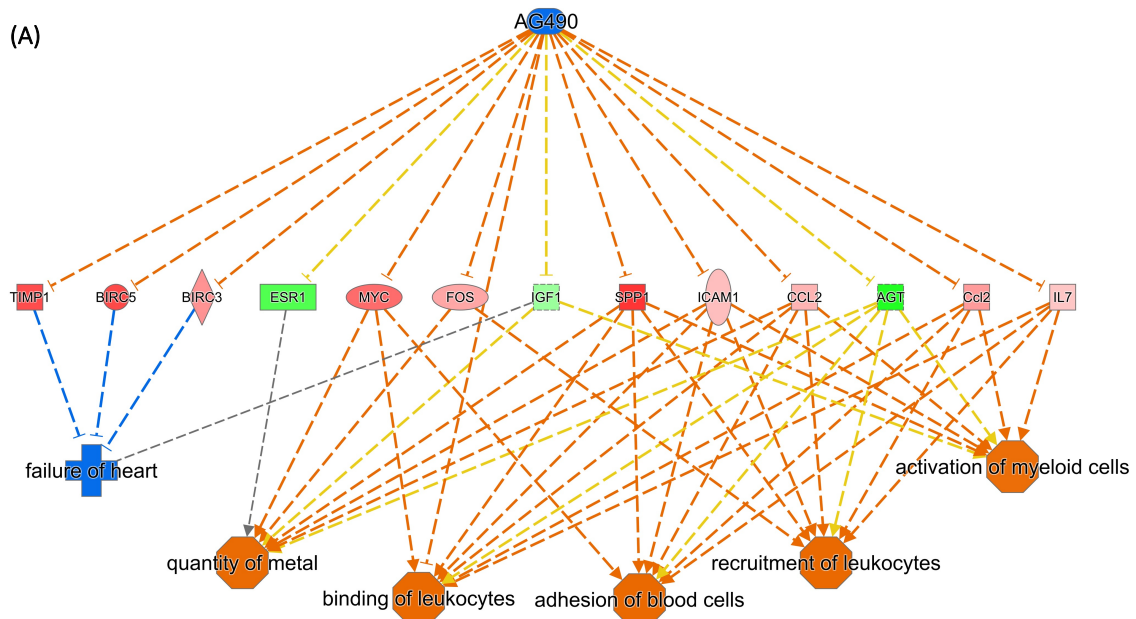 (A)
AG490
TIMP1
BIRC5
BIRC3
ESR1
MYC
FOS
IGF1
SPP1
ICAM1
CCL2
AGT
Ccl2
IL7
failure of heart
activation of myeloid cells
quantity of metal
recruitment of leukocytes
binding of leukocytes
adhesion of blood cells